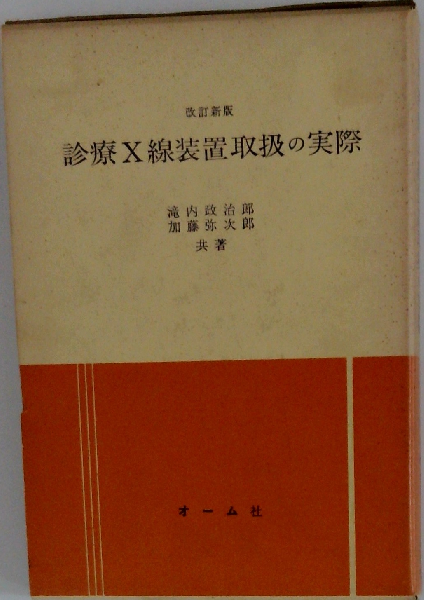 改訂新版
診療X線装置取扱の実際
滝内政治郎
加藤弥次郎
共著
オーム社